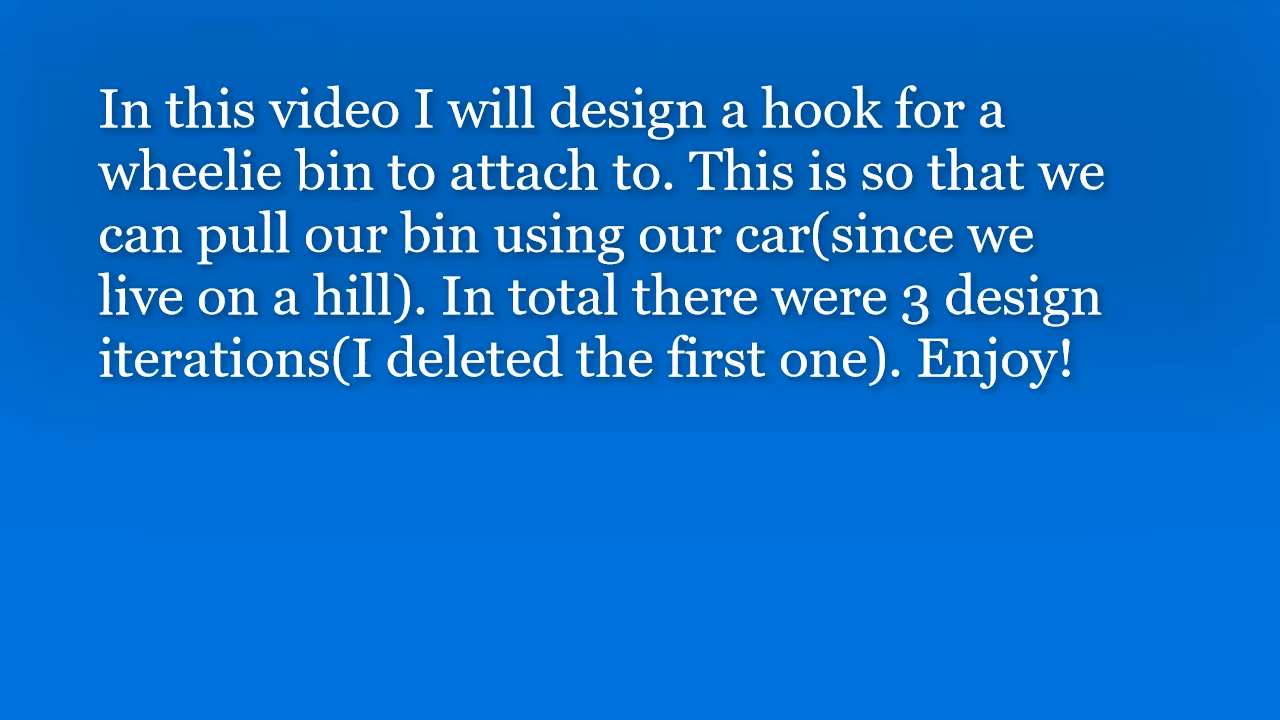 In this video I will design a hook for a
wheelie bin to attach to. This is so that we
can pull our bin using our car(since we
live on a hill). In total there were 3 design
iterations(I deleted the first one). Enjoy!